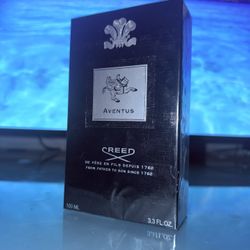 AVENTUS
CREED
DE PÈRE EN FILS DEPUIS 1760
FROM FATHER TO SON SINCE 1760
100 ML
3.3 FL.OZ.